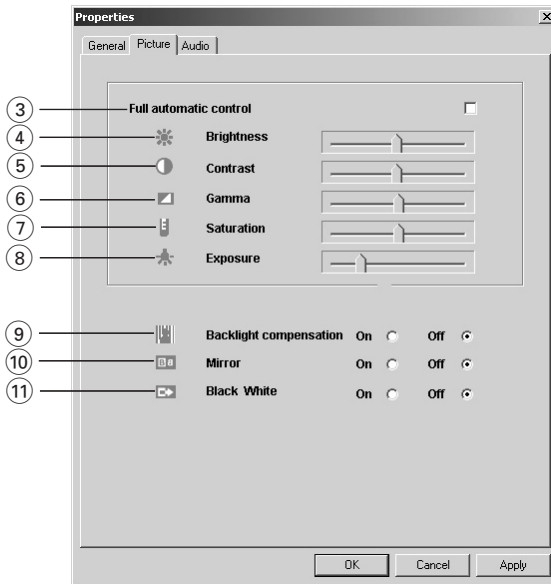 Properties
General Picture Audio
3 Full automatic control
4 Brightness
5 Contrast
6 Gamma
7 Saturation
8 Exposure
9 Backlight compensation On Off
10 Mirror On Off
11 Black White On Off
OK Cancel Apply